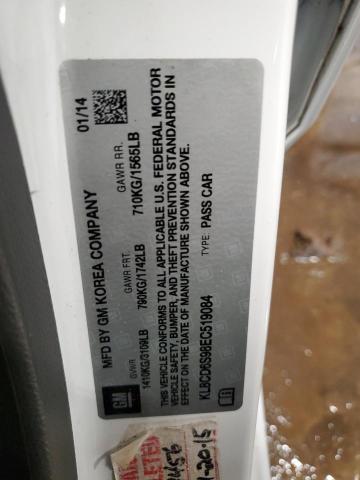 MFD BY GM KOREA COMPANY 01/14
GVWR GAWR FRT. GAWR RR.
1410KG/3109LB 790KG/1742LB 710KG/1565LB
THIS VEHICLE CONFORMS TO ALL APPLICABLE U.S. FEDERAL MOTOR
VEHICLE SAFETY, BUMPER, AND THEFT PREVENTION STANDARDS IN
EFFECT ON THE DATE OF MANUFACTURE SHOWN ABOVE.
TYPE: PASS CAR
KL8CD6S98EC519084
GM